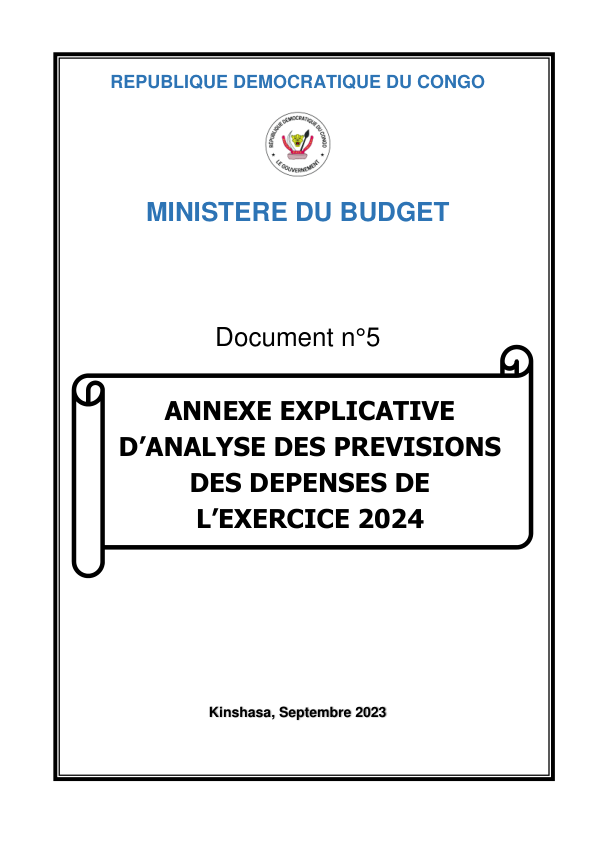 REPUBLIQUE DEMOCRATIQUE DU CONGO
REPUBLIQUE DEMOCRATIQUE DU CONGO
LE GOUVERNEMENT
MINISTERE DU BUDGET
Document n°5
ANNEXE EXPLICATIVE
D’ANALYSE DES PREVISIONS
DES DEPENSES DE
L’EXERCICE 2024
Kinshasa, Septembre 2023